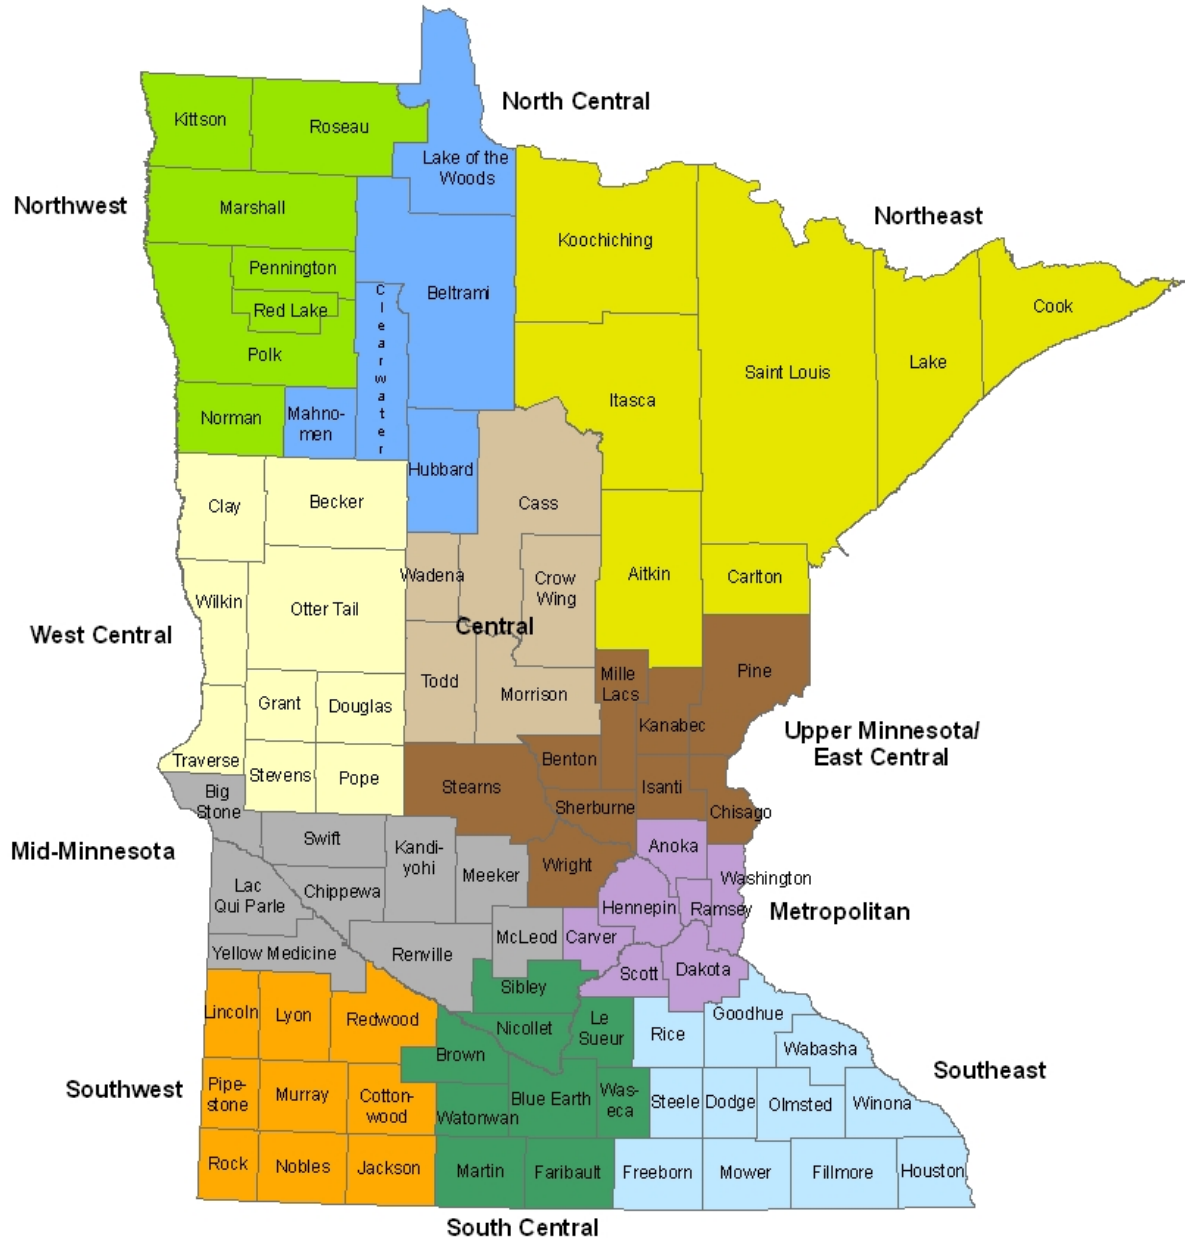 North Central
Kittson
Roseau
Lake of the
Woods
Northwest
Marshall
Northeast
Koochiching
Pennington
Beltrami
Clearwater
Red Lake
Cook
Polk
Lake
Saint Louis
Itasca
Norman
Mahno-
men
Hubbard
Clay
Becker
Cass
Wadena
Crow
Wing
Aitkin
Carlton
Wilkin
Otter Tail
West Central
Central
Todd
Morrison
Mille
Lacs
Pine
Grant
Douglas
Kanabec
Upper Minnesota/
East Central
Traverse
Stevens
Pope
Benton
Stearns
Isanti
Big
Stone
Sherburne
Chisago
Swift
Mid-Minnesota
Kandi-
yohi
Meeker
Wright
Anoka
Washington
Lac
Qui Parle
Chippewa
Hennepin
Ramsey
Metropolitan
Yellow Medicine
Renville
McLeod
Carver
Scott
Dakota
Sibley
Lincoln
Lyon
Redwood
Nicollet
Le
Sueur
Rice
Goodhue
Wabasha
Brown
Southwest
Southeast
Pipe-
stone
Murray
Cotton-
wood
Watonwan
Blue Earth
Was-
eca
Steele
Dodge
Olmsted
Winona
Rock
Nobles
Jackson
Martin
Faribault
Freeborn
Mower
Fillmore
Houston
South Central